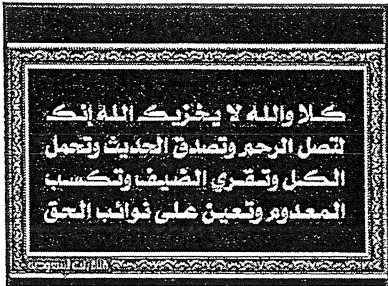 كلا والله لا يخزيك الله إنك
لتصل الرحم وتصدق الحديث وتحمل
الكل وتقري الضيف وتكسب
المعدوم وتعين على نوائب الحق